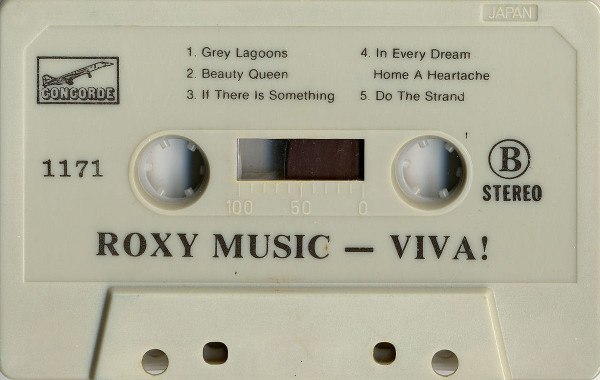 JAPAN
1. Grey Lagoons
2. Beauty Queen
3. If There Is Something
4. In Every Dream
Home A Heartache
5. Do The Strand
CONCORDE
1171
B
STEREO
100 50 0
ROXY MUSIC — VIVA!